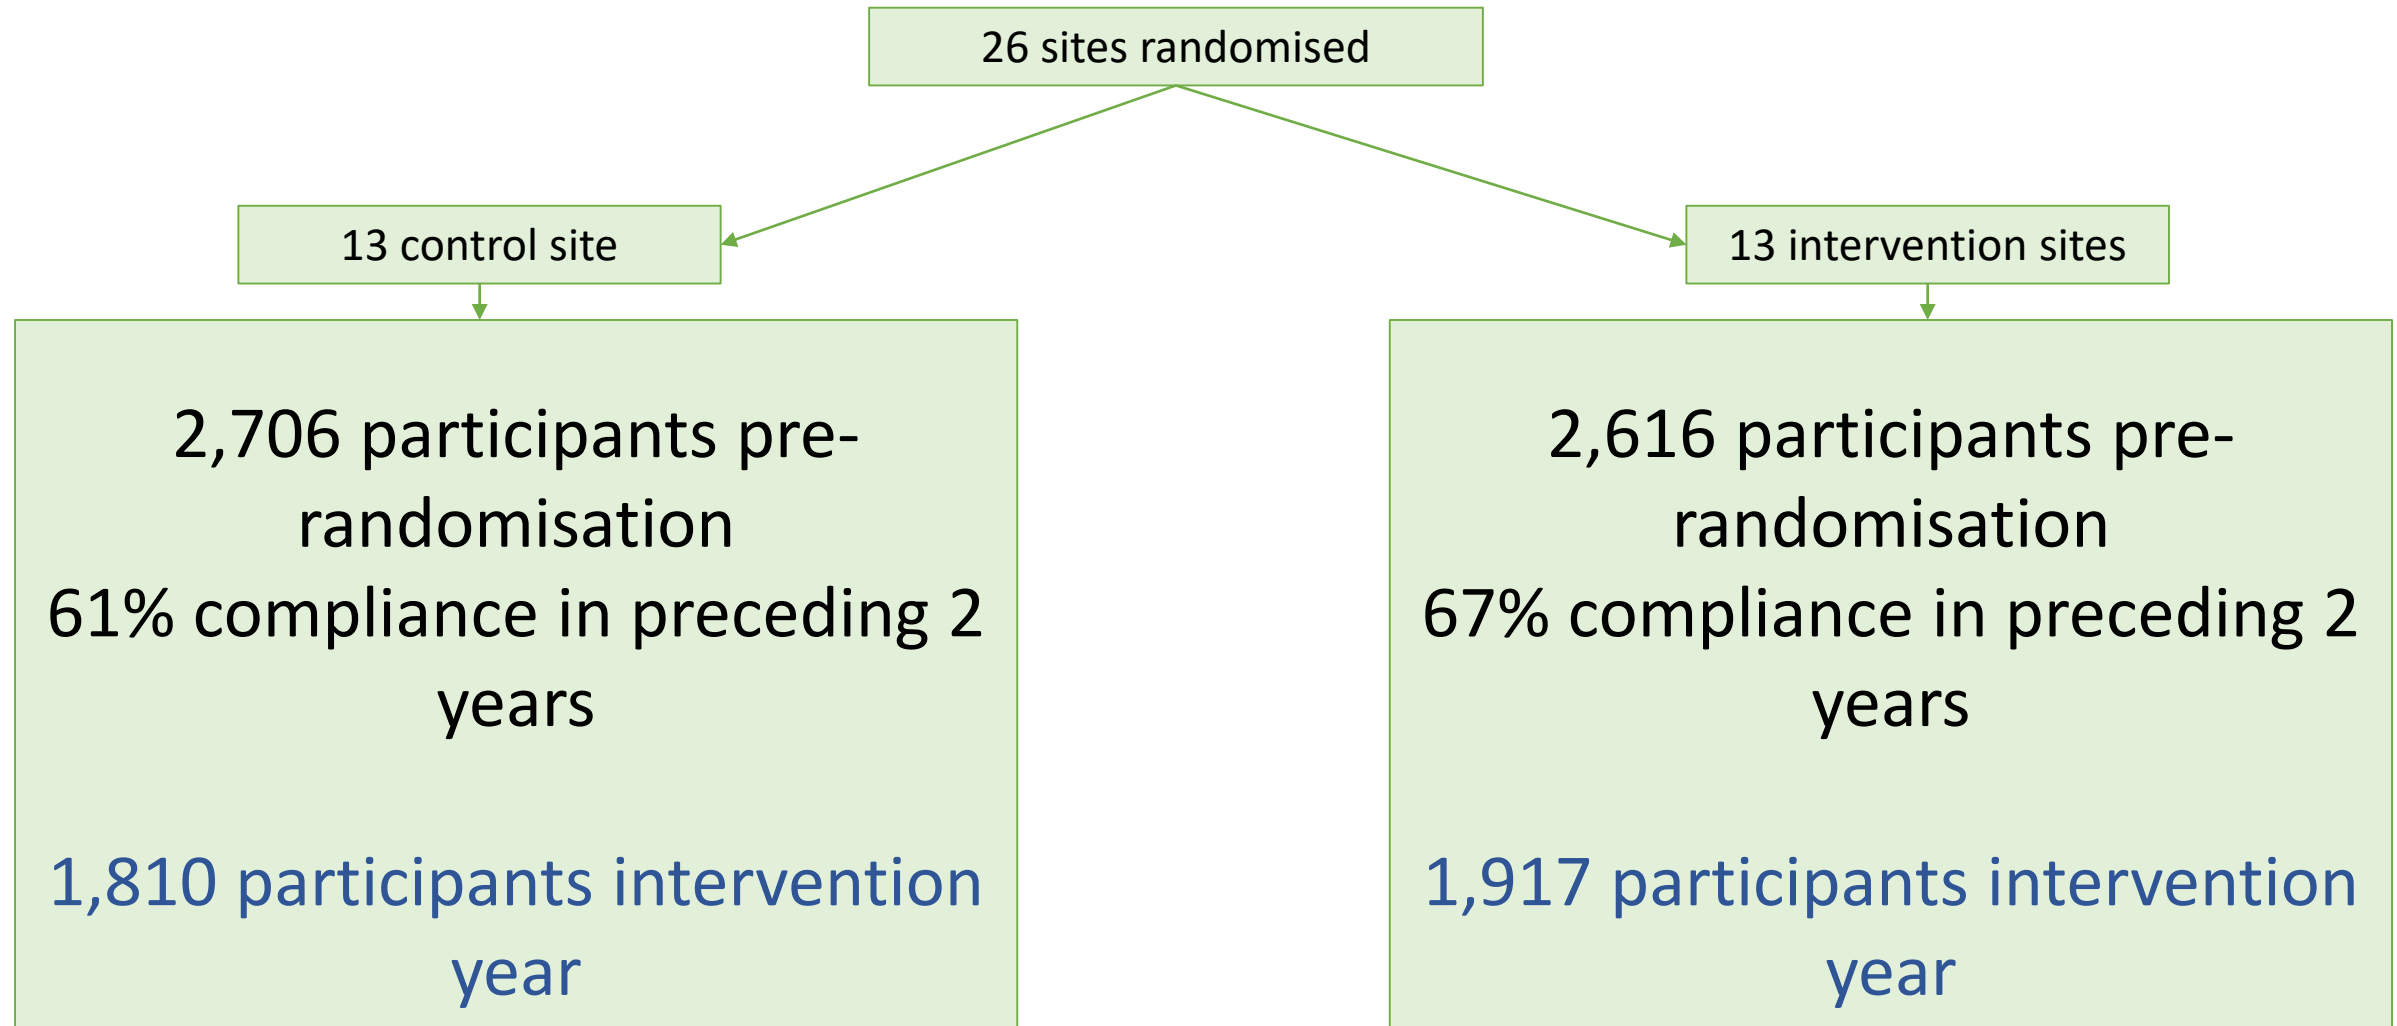 26 sites randomised
13 control site
13 intervention sites
2,706 participants pre-
randomisation
61% compliance in preceding 2
years
1,810 participants intervention
year
2,616 participants pre-
randomisation
67% compliance in preceding 2
years
1,917 participants intervention
year